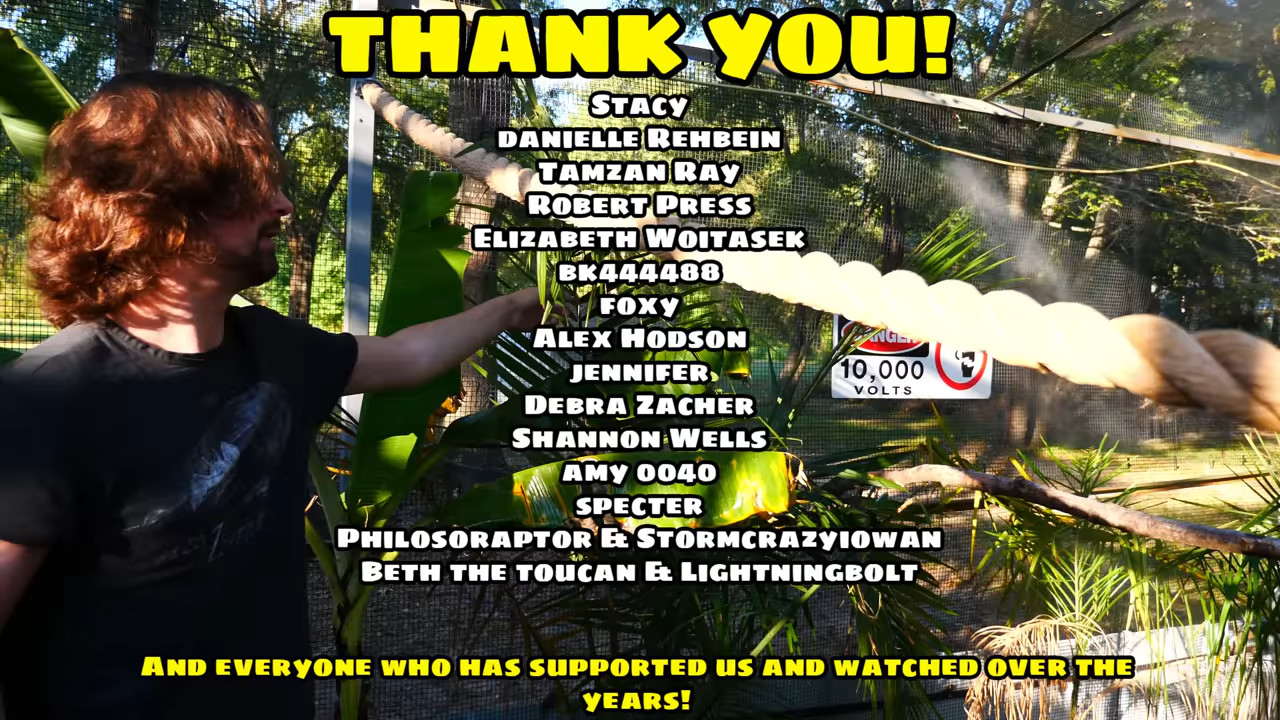 THANK YOU!
STACY
DANIELLE REHBEIN
TAMZAN RAY
ROBERT PRESS
ELIZABETH WOITASEK
BK444488
FOXY
ALEX HODSON
JENNIFER
DEBRA ZACHER
SHANNON WELLS
AMY 0040
SPECTER
PHILOSORAPTOR & STORMCRAZYIOWAN
BETH THE TOUCAN & LIGHTNINGBOLT
DANGER
10,000
VOLTS
AND EVERYONE WHO HAS SUPPORTED US AND WATCHED OVER THE
YEARS!